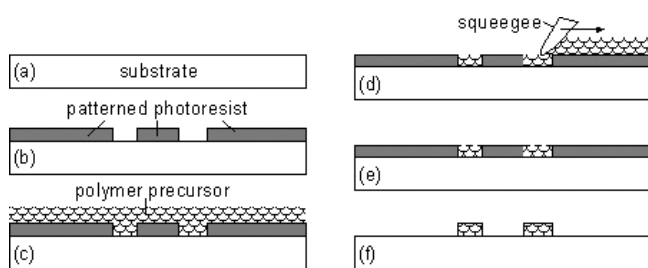 (a) substrate
patterned photoresist
(b)
polymer precursor
(c)
squeegee
(d)
(e)
(f)